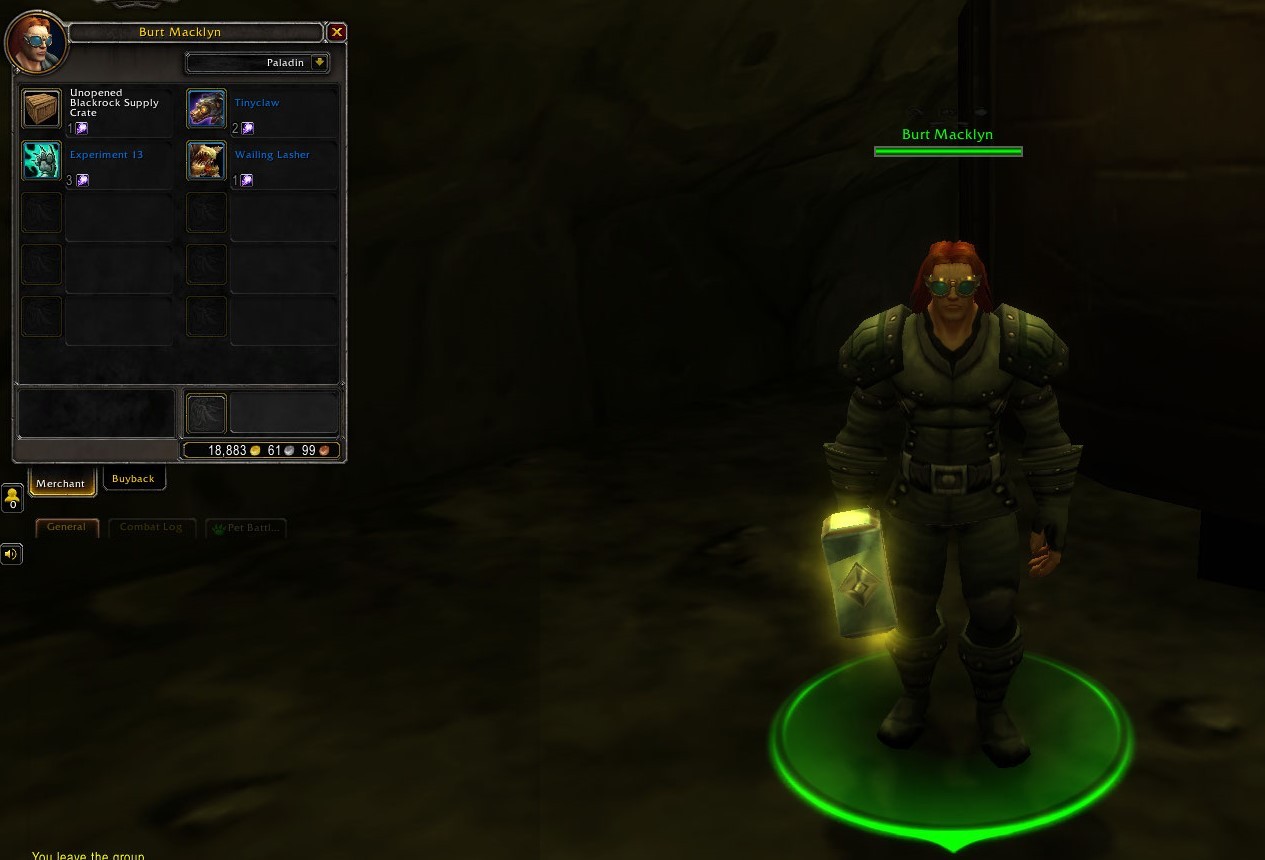 Burt Macklyn
Paladin
Unopened
Blackrock Supply
Crate
1
Tinyclaw
2
Experiment 13
3
Wailing Lasher
1
18,883 61 99
Merchant
Buyback
0
General
Combat Log
Pet Battl...
You leave the group.
Burt Macklyn